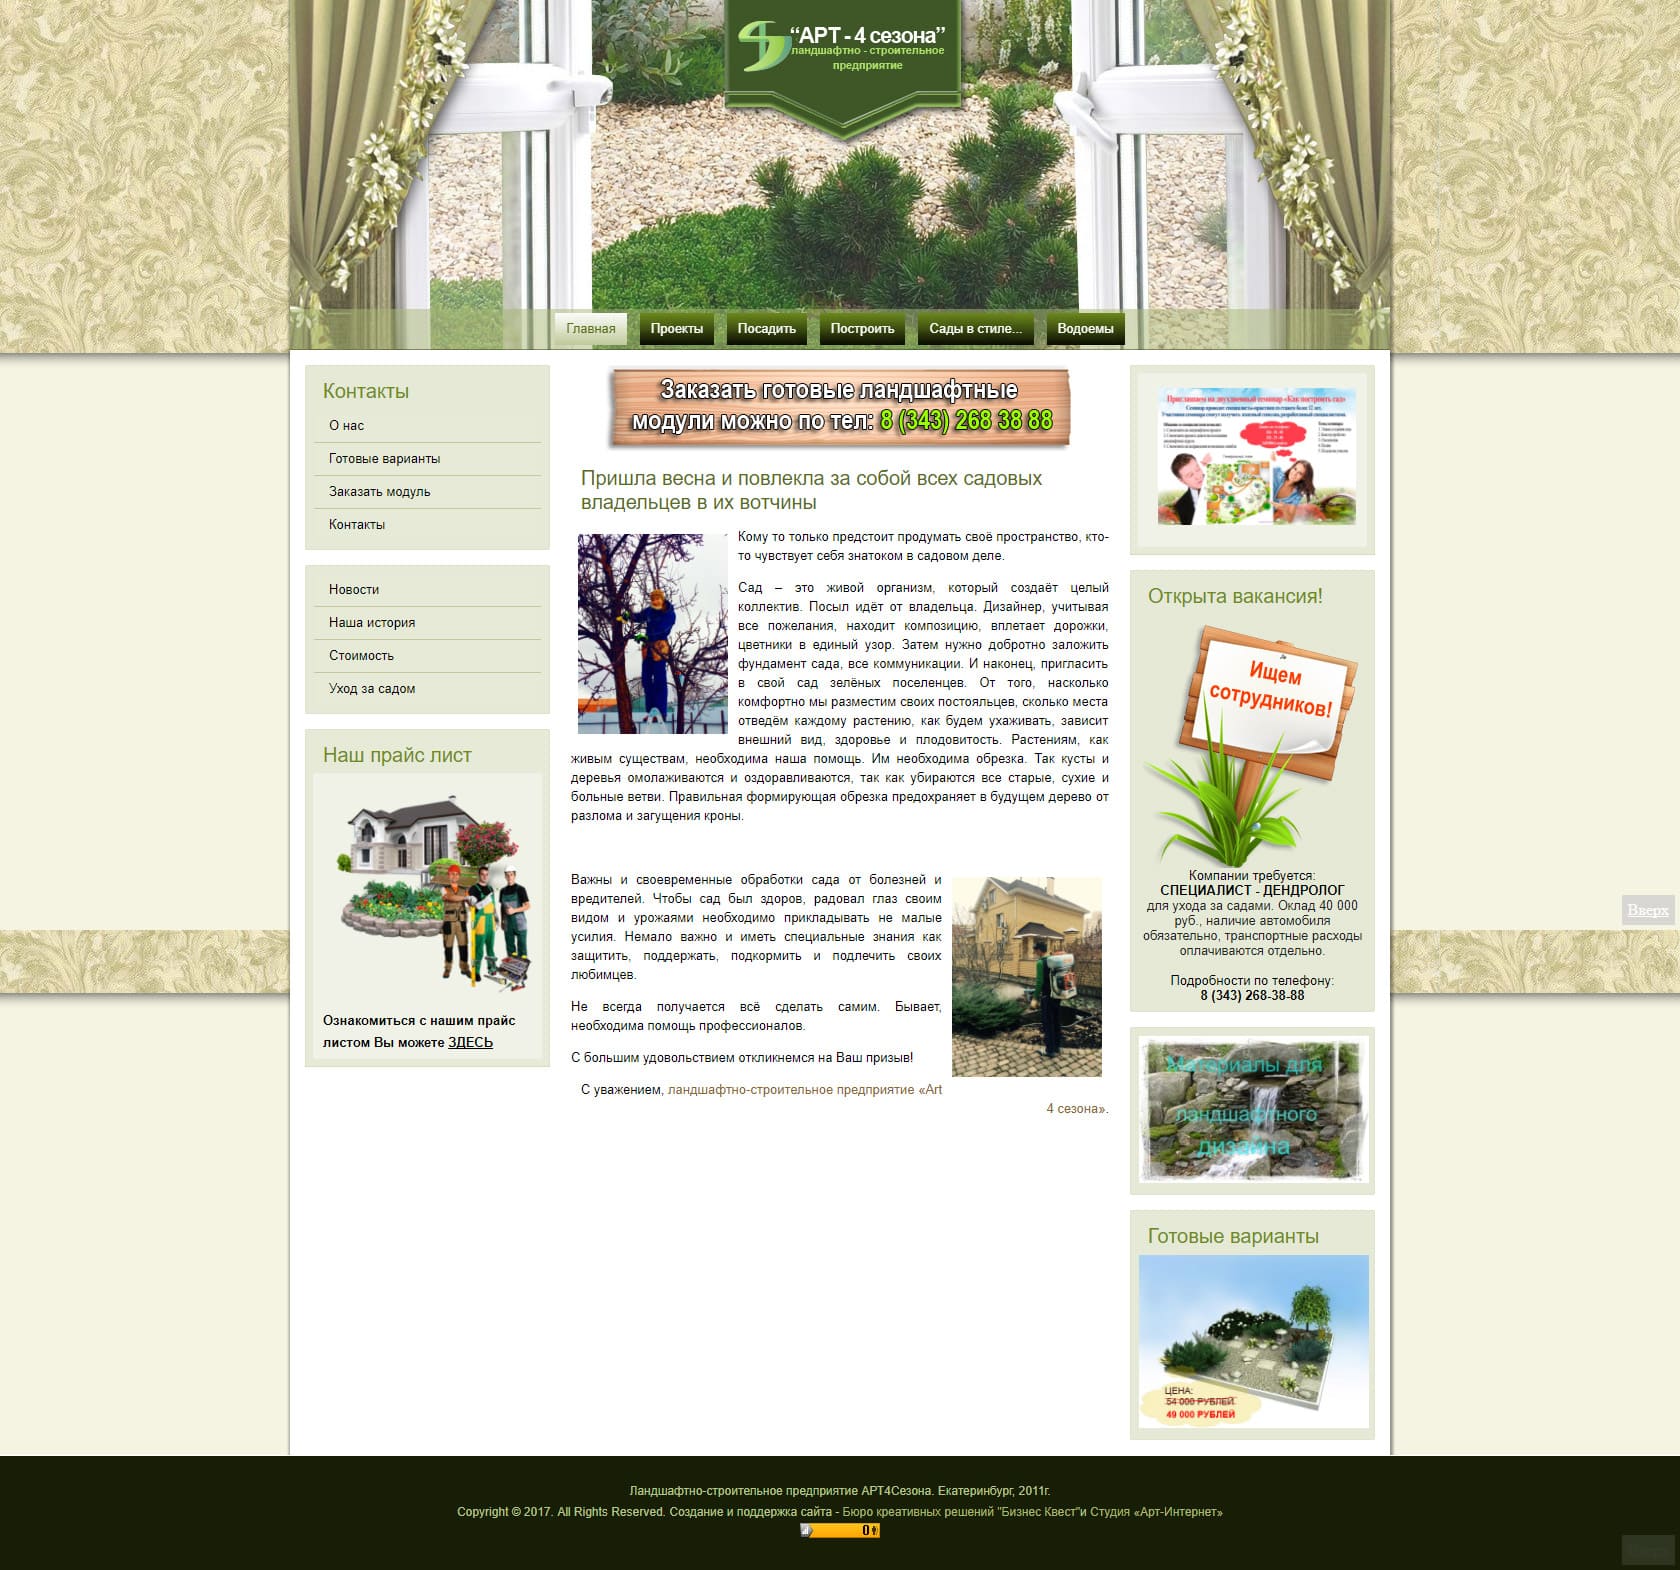 “АРТ - 4 сезона”
ландшафтно - строительное
предприятие
Главная
Проекты
Посадить
Построить
Сады в стиле...
Водоемы
Контакты
О нас
Готовые варианты
Заказать модуль
Контакты
Новости
Наша история
Стоимость
Уход за садом
Наш прайс лист
Ознакомиться с нашим прайс
листом Вы можете ЗДЕСЬ
Заказать готовые ландшафтные
модули можно по тел: 8 (343) 268 38 88
Пришла весна и повлекла за собой всех садовых
владельцев в их вотчины
Кому то только предстоит продумать своё пространство, кто-
то чувствует себя знатоком в садовом деле.
Сад – это живой организм, который создаёт целый
коллектив. Посыл идёт от владельца. Дизайнер, учитывая
все пожелания, находит композицию, вплетает дорожки,
цветники в единый узор. Затем нужно добротно заложить
фундамент сада, все коммуникации. И наконец, пригласить
в свой сад зелёных поселенцев. От того, насколько
комфортно мы разместим своих постояльцев, сколько места
отведём каждому растению, как будем ухаживать, зависит
внешний вид, здоровье и плодовитость. Растениям, как
живым существам, необходима наша помощь. Им необходима обрезка. Так кусты и
деревья омолаживаются и оздоравливаются, так как убираются все старые, сухие и
больные ветви. Правильная формирующая обрезка предохраняет в будущем дерево от
разлома и загущения кроны.
Важны и своевременные обработки сада от болезней и
вредителей. Чтобы сад был здоров, радовал глаз своим
видом и урожаями необходимо прикладывать не малые
усилия. Немало важно и иметь специальные знания как
защитить, поддержать, подкормить и подлечить своих
любимцев.
Не всегда получается всё сделать самим. Бывает,
необходима помощь профессионалов.
С большим удовольствием откликнемся на Ваш призыв!
С уважением, ландшафтно-строительное предприятие «Art
4 сезона».
Приглашаем на двухдневный семинар «Как построить сад»
Открыта вакансия!
Ищем
сотрудников!
Компании требуется:
СПЕЦИАЛИСТ - ДЕНДРОЛОГ
для ухода за садами. Оклад 40 000
руб., наличие автомобиля
обязательно, транспортные расходы
оплачиваются отдельно.
Подробности по телефону:
8 (343) 268-38-88
Материалы для
ландшафтного
дизайна
Готовые варианты
ЦЕНА:
54 000 РУБЛЕЙ
49 000 РУБЛЕЙ
Вверх
Ландшафтно-строительное предприятие АРТ4Сезона. Екатеринбург, 2011г.
Copyright © 2017. All Rights Reserved. Создание и поддержка сайта - Бюро креативных решений "Бизнес Квест"и Студия «Арт-Интернет»
0